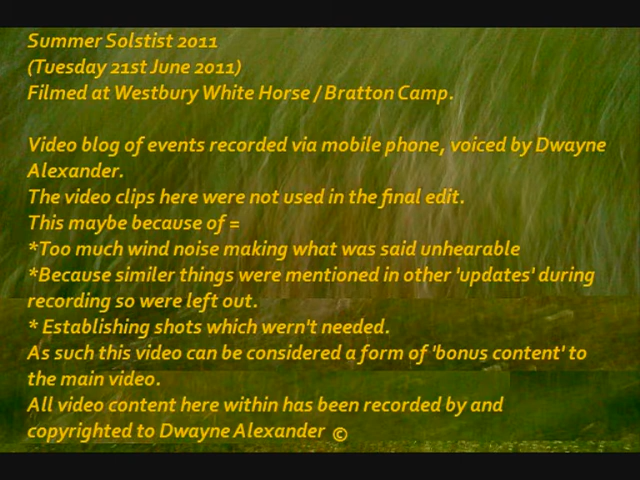 Summer Solstist 2011
(Tuesday 21st June 2011)
Filmed at Westbury White Horse / Bratton Camp.
Video blog of events recorded via mobile phone, voiced by Dwayne
Alexander.
The video clips here were not used in the final edit.
This maybe because of =
*Too much wind noise making what was said unhearable
*Because similer things were mentioned in other 'updates' during
recording so were left out.
* Establishing shots which wern't needed.
As such this video can be considered a form of 'bonus content' to
the main video.
All video content here within has been recorded by and
copyrighted to Dwayne Alexander ©